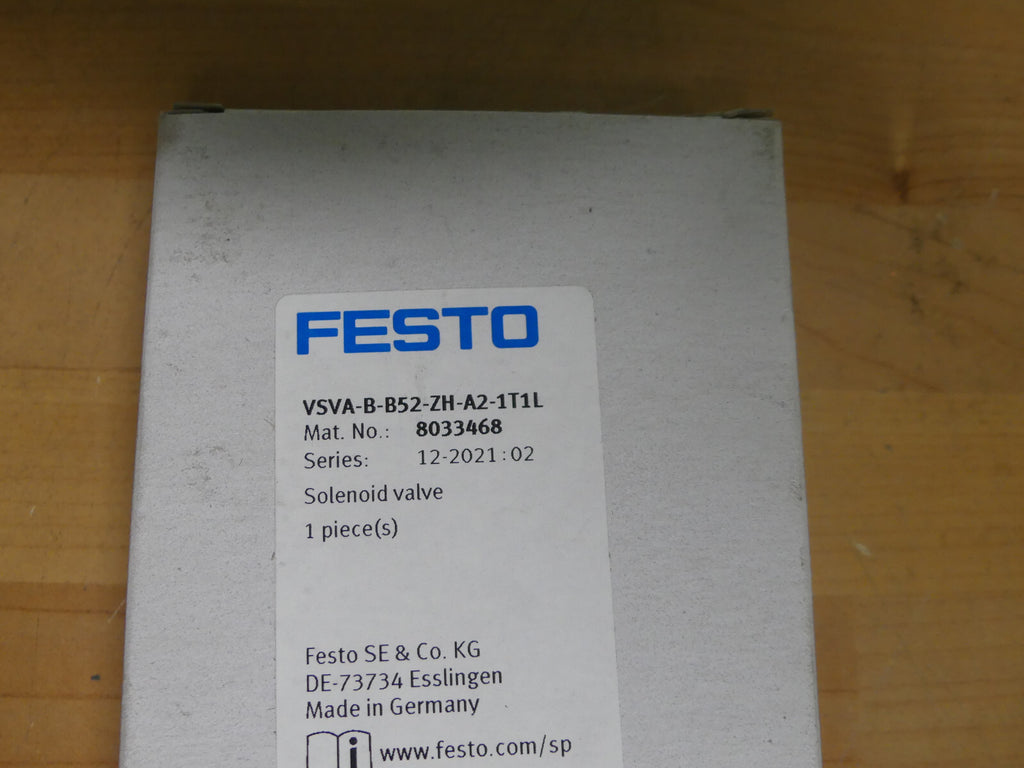 FESTO
VSVA-B-B52-ZH-A2-1T1L
Mat. No.: 8033468
Series: 12-2021:02
Solenoid valve
1 piece(s)
Festo SE & Co. KG
DE-73734 Esslingen
Made in Germany
i www.festo.com/sp